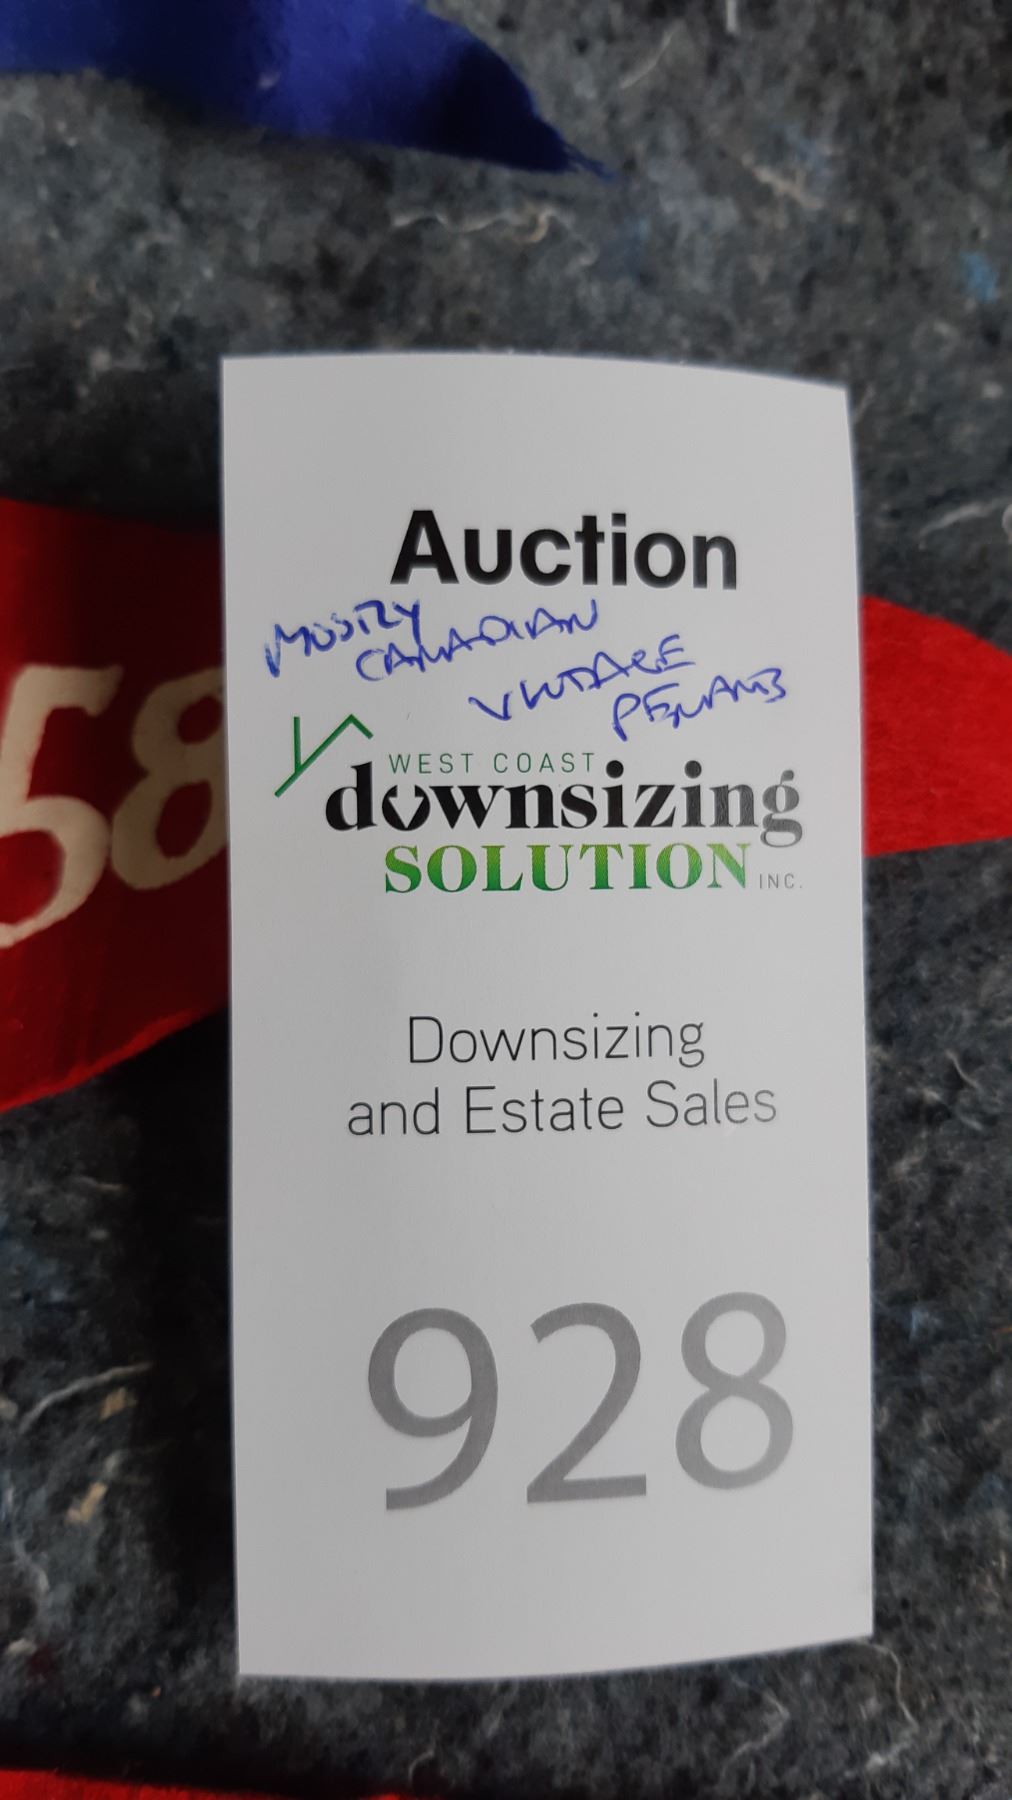 Auction
MOSTLY
CANADIAN
VINTAGE
PENANTS
WEST COAST
downsizing
SOLUTION INC.
58
Downsizing
and Estate Sales
928